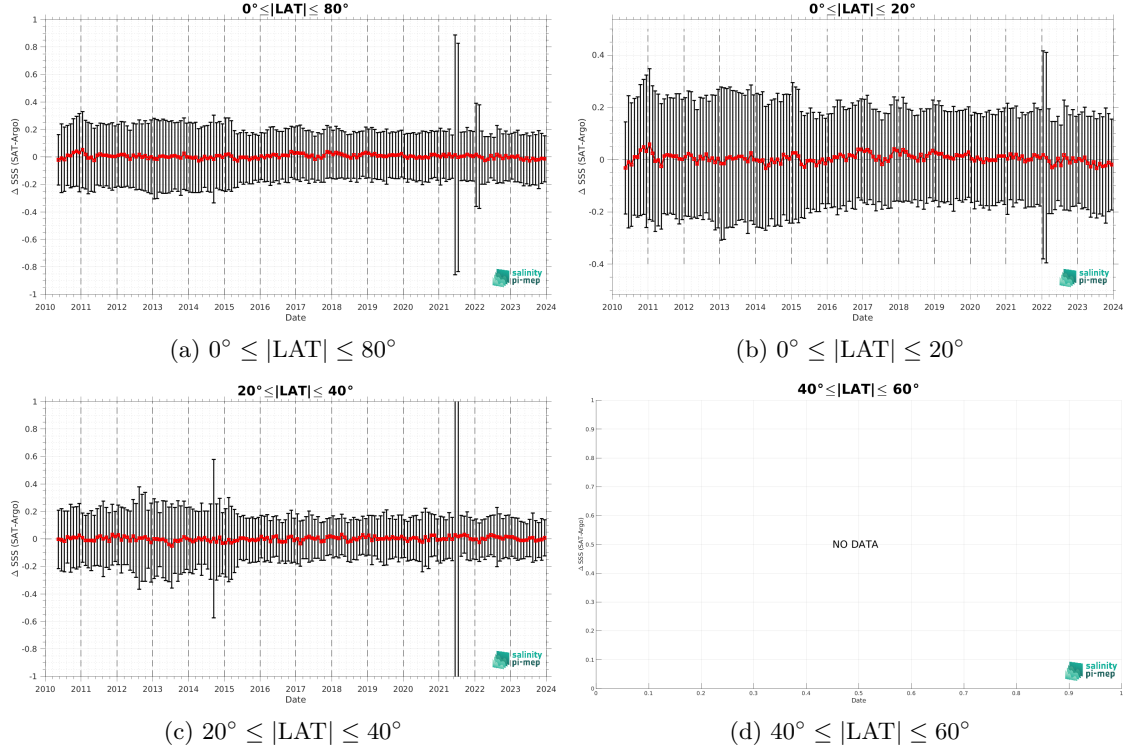 0°≤|LAT|≤ 80°
1
0.8
0.6
0.4
0.2
0
-0.2
-0.4
-0.6
-0.8
-1
Δ SSS (SAT-Argo)
2010 2011 2012 2013 2014 2015 2016 2017 2018 2019 2020 2021 2022 2023 2024
Date
salinity
pi-mep
(a) 0° ≤ |LAT| ≤ 80°
0°≤|LAT|≤ 20°
0.4
0.2
0
-0.2
-0.4
Δ SSS (SAT-Argo)
2010 2011 2012 2013 2014 2015 2016 2017 2018 2019 2020 2021 2022 2023 2024
Date
salinity
pi-mep
(b) 0° ≤ |LAT| ≤ 20°
20°≤|LAT|≤ 40°
1
0.8
0.6
0.4
0.2
0
-0.2
-0.4
-0.6
-0.8
-1
Δ SSS (SAT-Argo)
2010 2011 2012 2013 2014 2015 2016 2017 2018 2019 2020 2021 2022 2023 2024
Date
salinity
pi-mep
(c) 20° ≤ |LAT| ≤ 40°
40°≤|LAT|≤ 60°
1
0.9
0.8
0.7
0.6
0.5
0.4
0.3
0.2
0.1
0
Δ SSS (SAT-Argo)
NO DATA
0 0.1 0.2 0.3 0.4 0.5 0.6 0.7 0.8 0.9 1
Date
salinity
pi-mep
(d) 40° ≤ |LAT| ≤ 60°